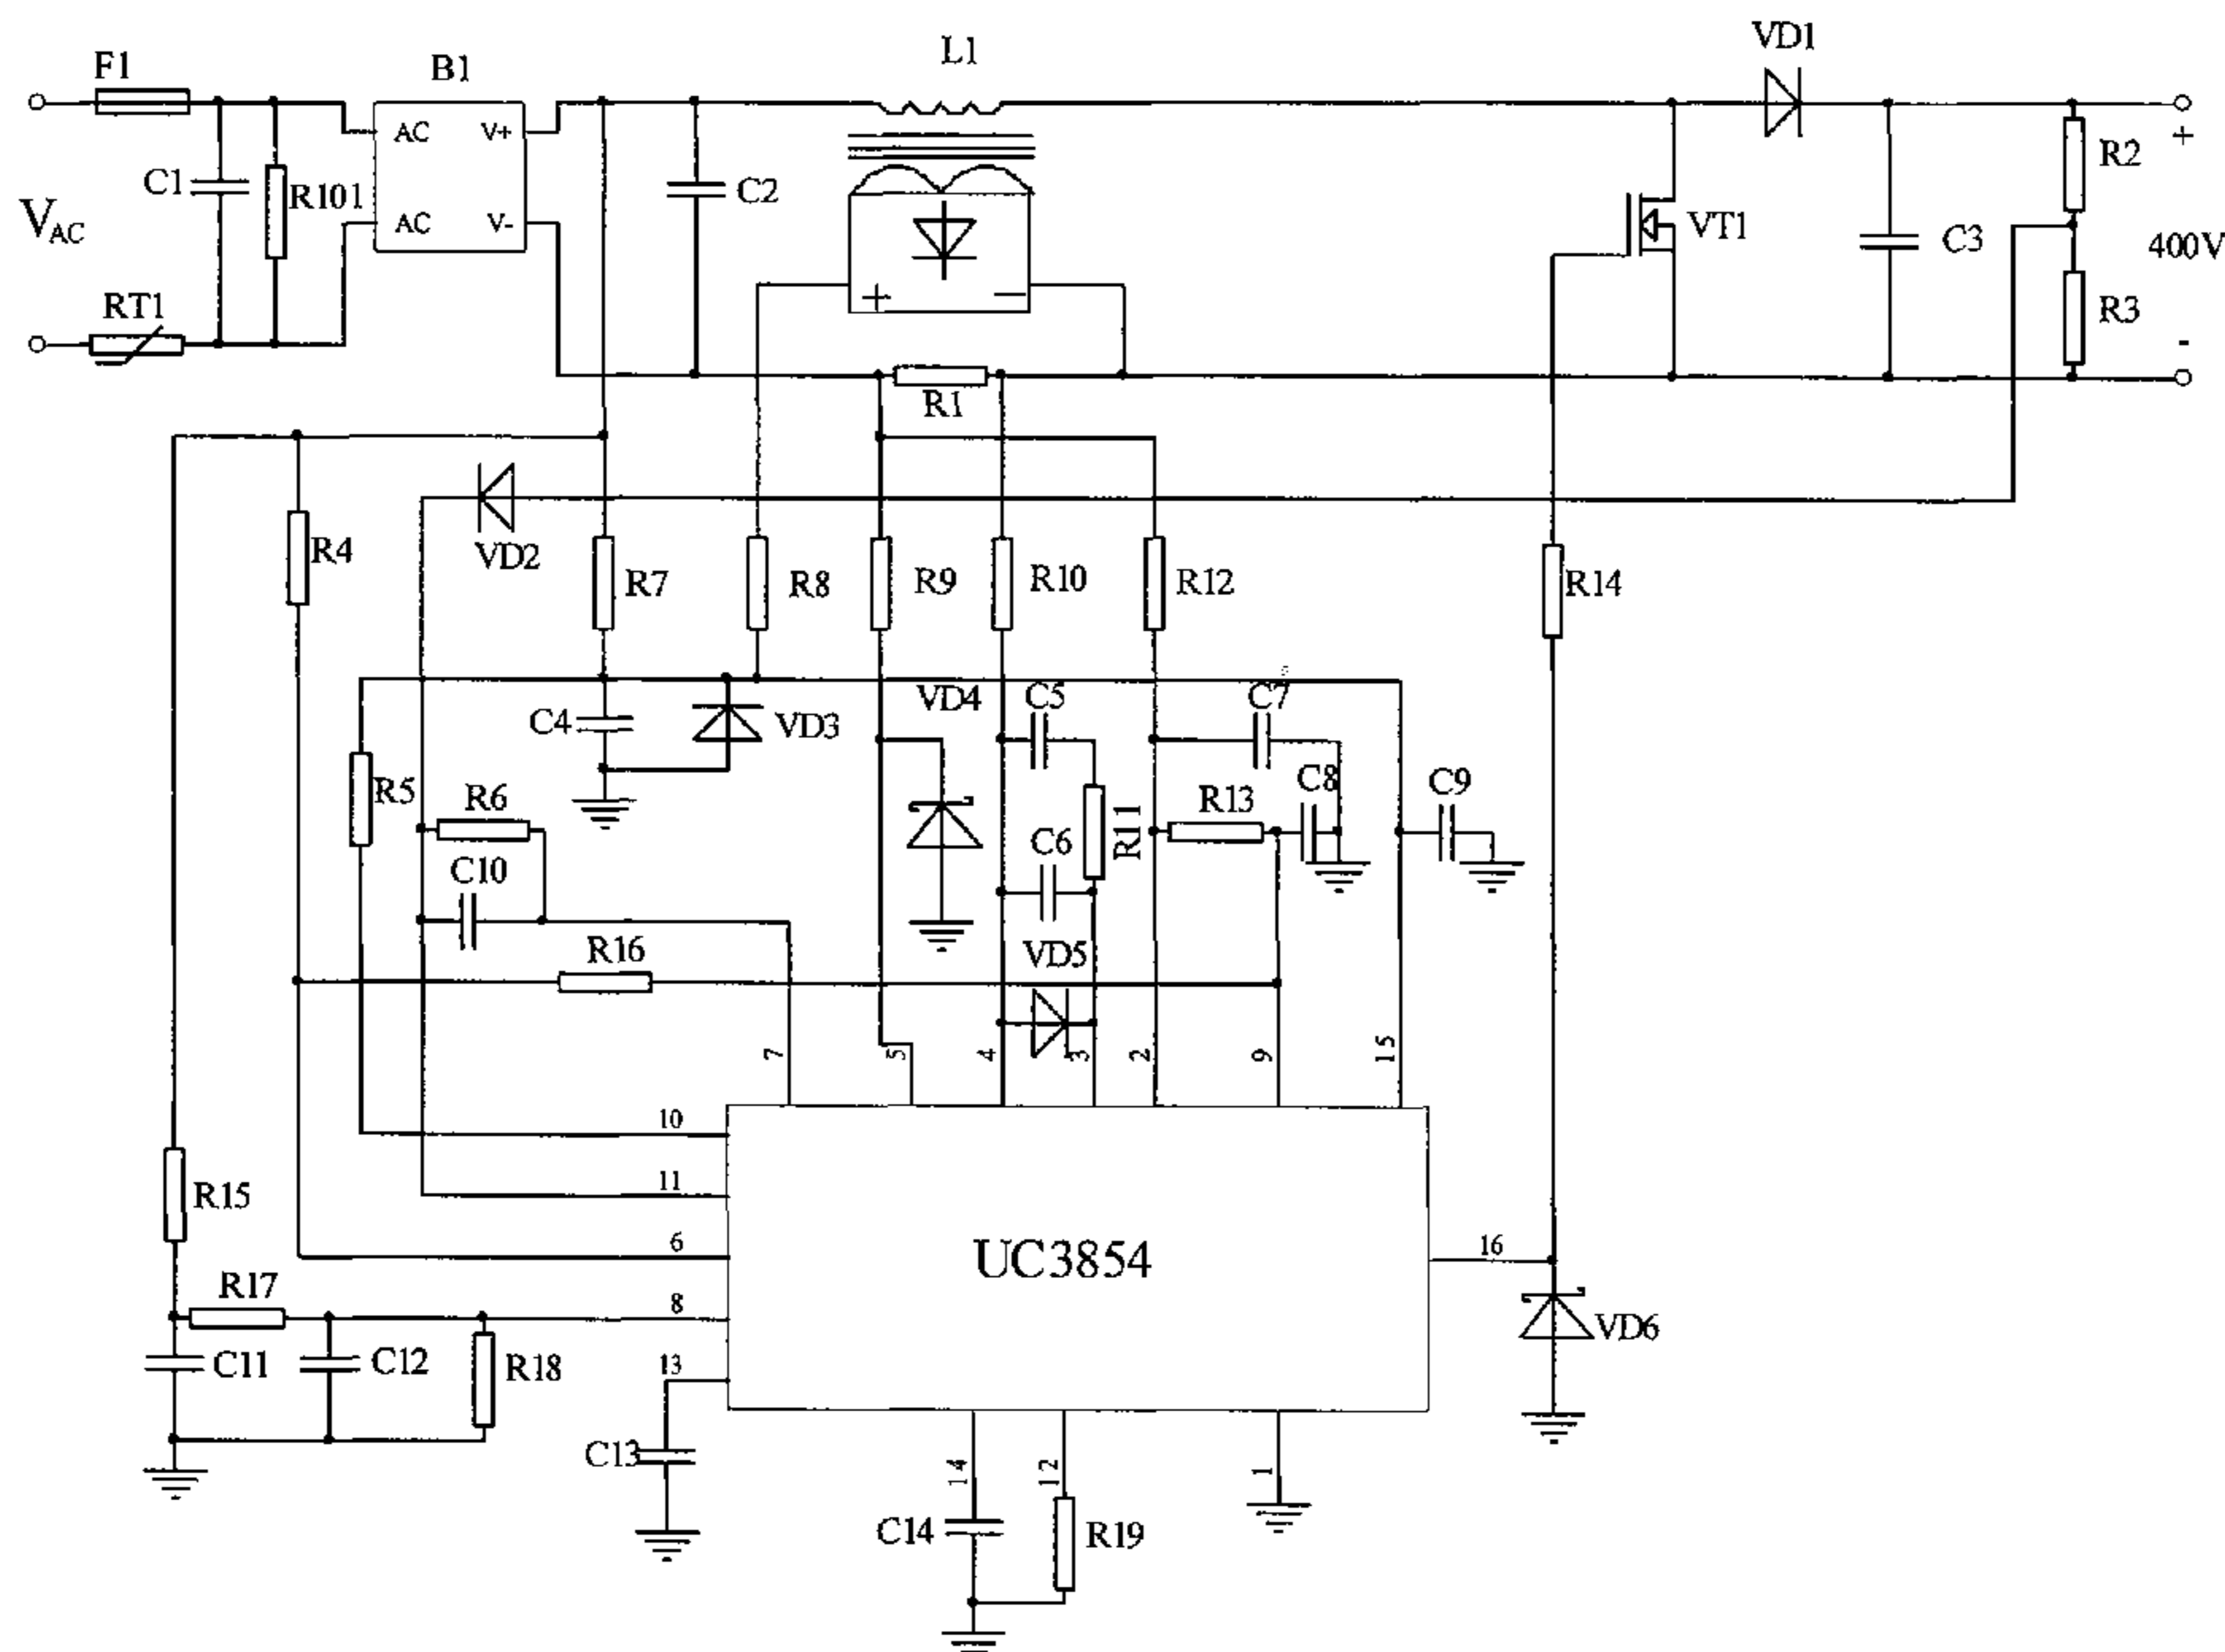 F1
B1
L1
VD1
AC
V+
C1
R101
C2
R2
+
VAC
AC
V-
VT1
C3
400V
RT1
+
−
R3
-
R1
R4
VD2
R7
R8
R9
R10
R12
R14
C4
VD3
VD4
C5
C7
R5
R6
R11
R13
C8
C9
C10
C6
R16
VD5
7
5
4
3
2
9
15
10
11
6
UC3854
16
R15
R17
8
VD6
C11
C12
R18
13
C13
14
12
1
C14
R19